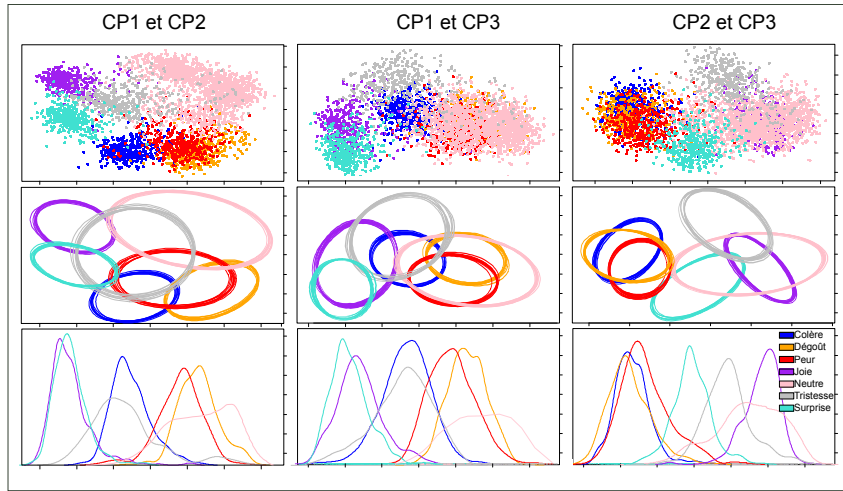 CP1 et CP2
CP1 et CP3
CP2 et CP3
Colère
Dégoût
Peur
Joie
Neutre
Tristesse
Surprise